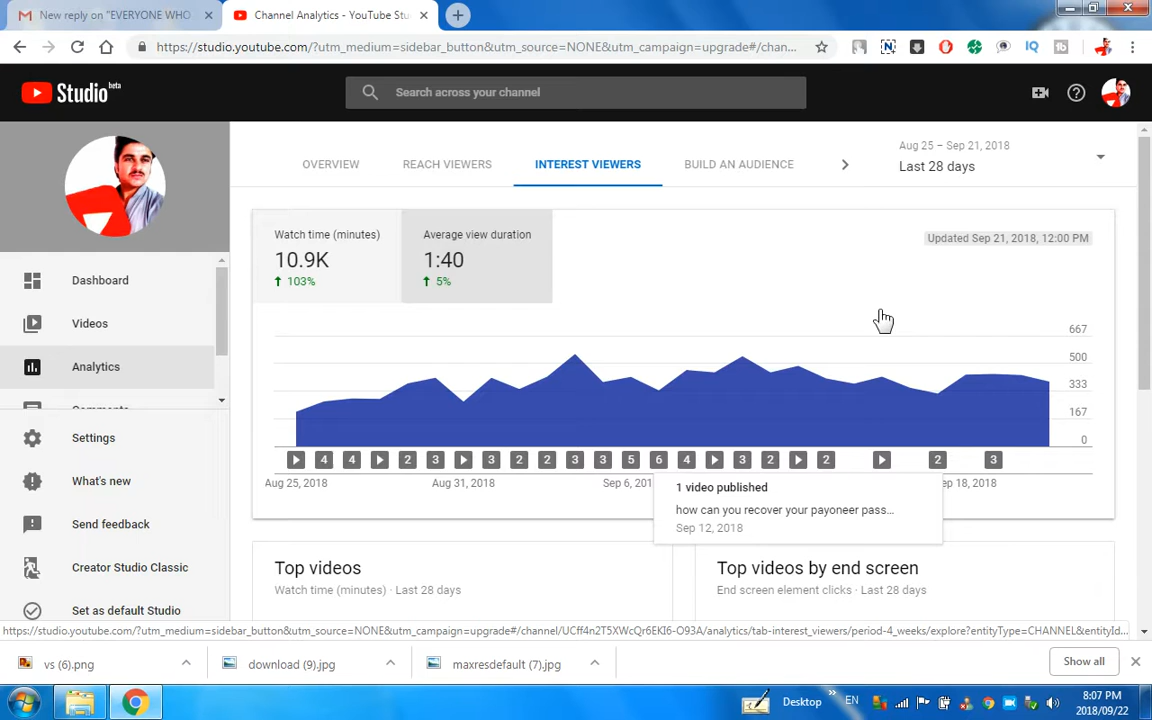 New reply on "EVERYONE WHO
Channel Analytics - YouTube Stu
https://studio.youtube.com/?utm_medium=sidebar_button&utm_source=NONE&utm_campaign=upgrade#/chan...
Studio beta
Search across your channel
OVERVIEW
REACH VIEWERS
INTEREST VIEWERS
BUILD AN AUDIENCE
Aug 25 – Sep 21, 2018
Last 28 days
Watch time (minutes)
10.9K
103%
Average view duration
1:40
5%
Updated Sep 21, 2018, 12:00 PM
Dashboard
Videos
Analytics
Settings
What's new
Send feedback
Creator Studio Classic
Set as default Studio
667
500
333
167
0
4 4 2 3 3 2 2 3 3 5 6 4 3 2 2 2 3
Aug 25, 2018
Aug 31, 2018
Sep 6, 201
p 18, 2018
1 video published
how can you recover your payoneer pass...
Sep 12, 2018
Top videos
Watch time (minutes) · Last 28 days
Top videos by end screen
End screen element clicks · Last 28 days
https://studio.youtube.com/?utm_medium=sidebar_button&utm_source=NONE&utm_campaign=upgrade#/channel/UCff4n2T5XWcQr6EKI6-O93A/analytics/tab-interest_viewers/period-4_weeks/explore?entityType=CHANNEL&entityId...
vs (6).png
download (9).jpg
maxresdefault (7).jpg
Show all
Desktop
EN
8:07 PM
2018/09/22